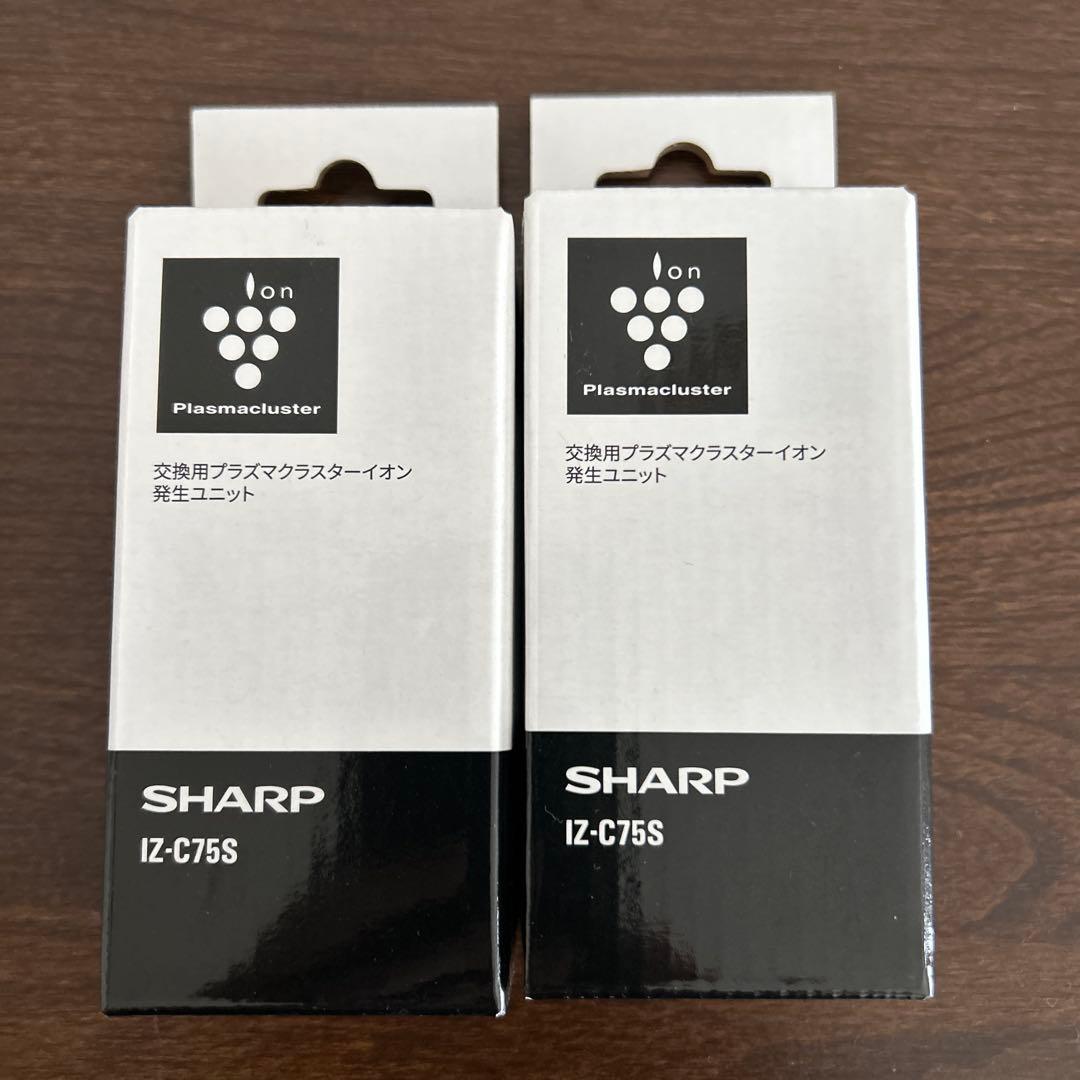 Ion
Plasmacluster
交換用プラズマクラスターイオン
発生ユニット
SHARP
IZ-C75S
Ion
Plasmacluster
交換用プラズマクラスターイオン
発生ユニット
SHARP
IZ-C75S